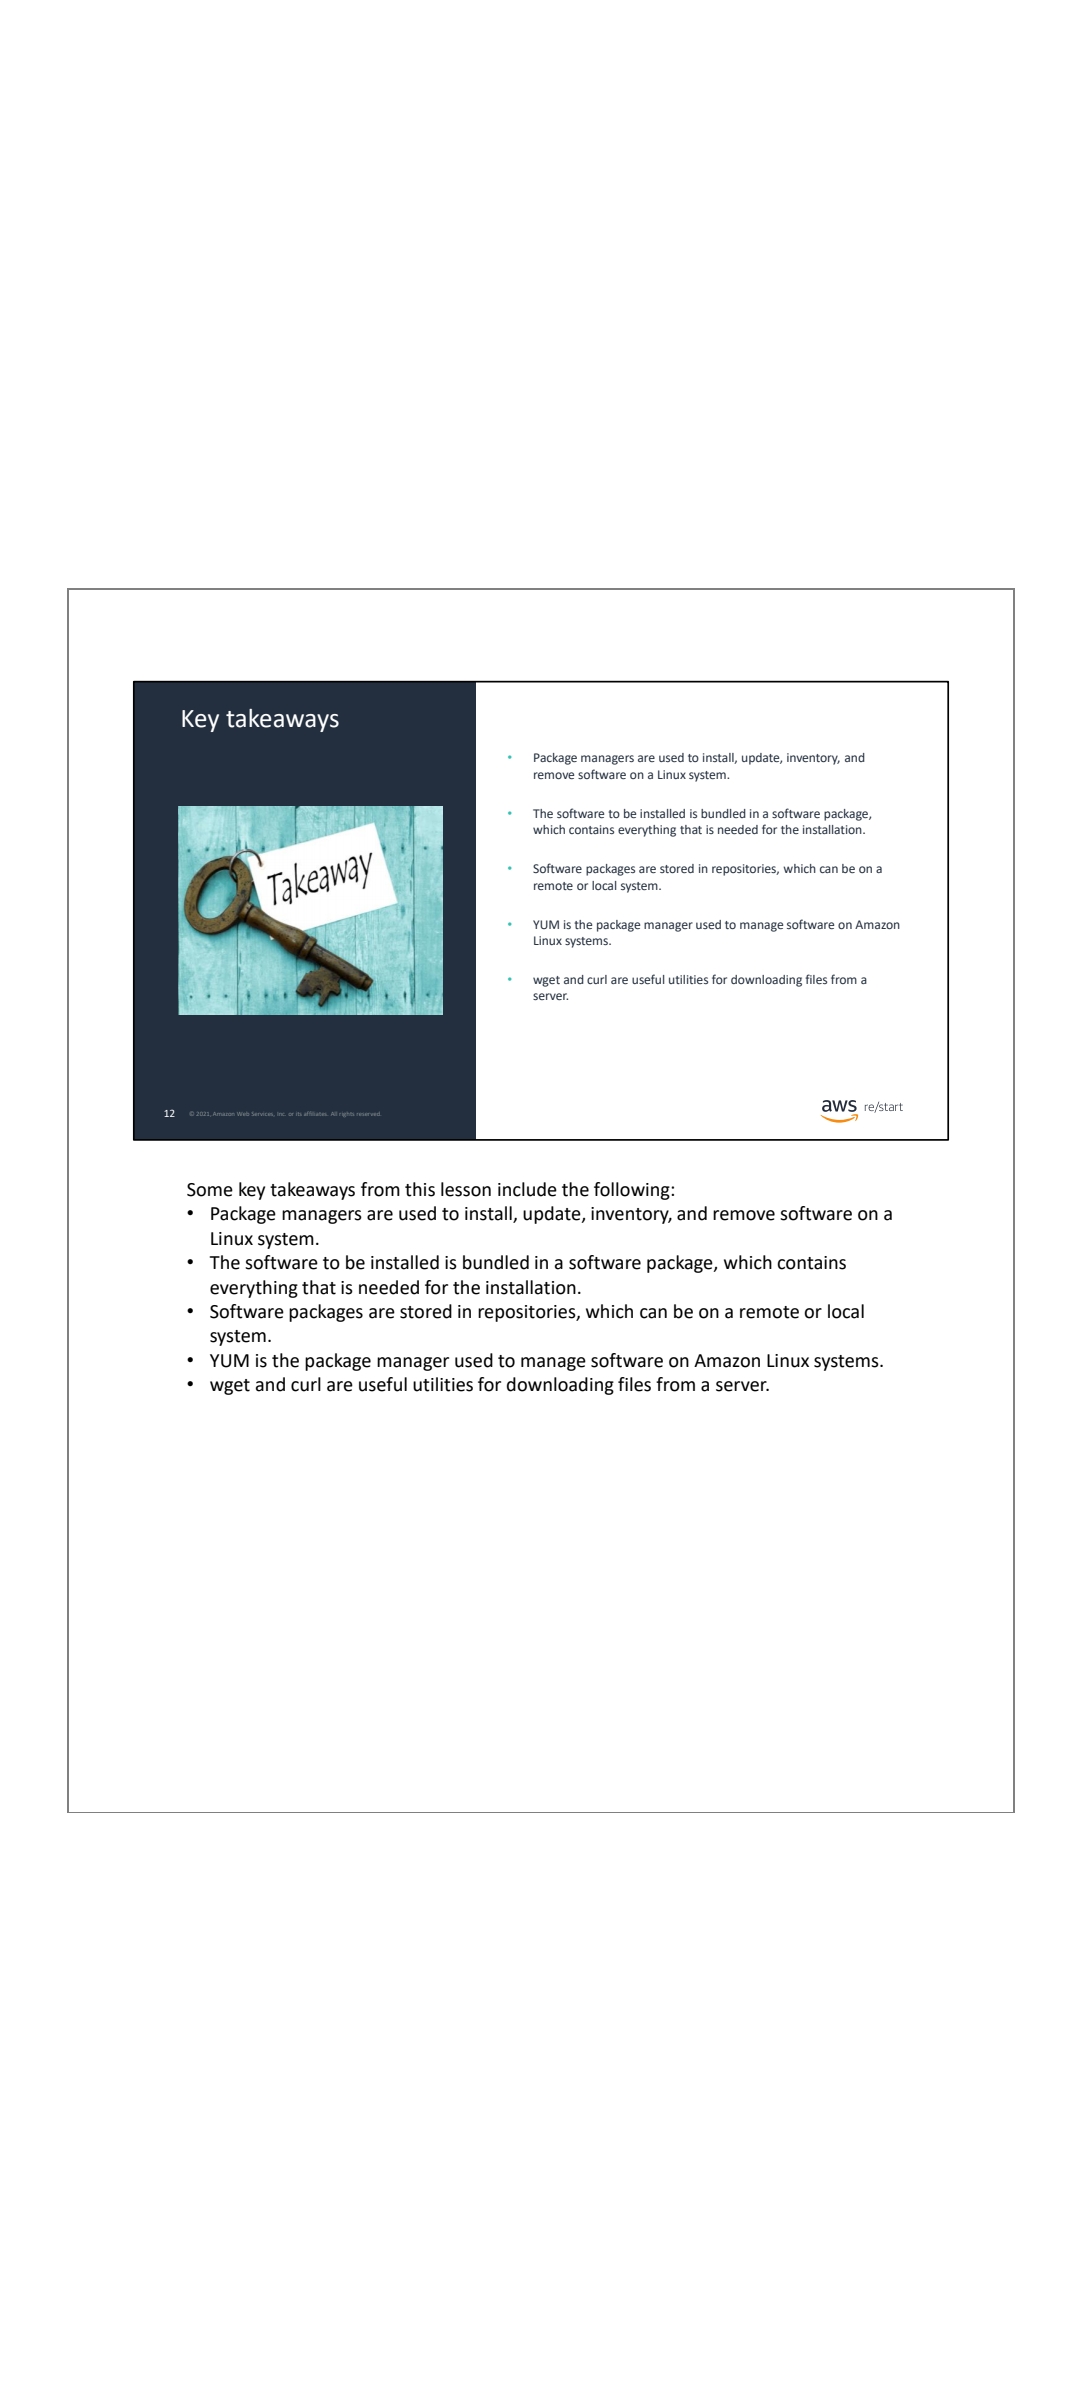 Key takeaways
Takeaway
• Package managers are used to install, update, inventory, and
remove software on a Linux system.
• The software to be installed is bundled in a software package,
which contains everything that is needed for the installation.
• Software packages are stored in repositories, which can be on a
remote or local system.
• YUM is the package manager used to manage software on Amazon
Linux systems.
• wget and curl are useful utilities for downloading files from a
server.
12 © 2021, Amazon Web Services, Inc. or its affiliates. All rights reserved.
aws re/start
Some key takeaways from this lesson include the following:
• Package managers are used to install, update, inventory, and remove software on a
Linux system.
• The software to be installed is bundled in a software package, which contains
everything that is needed for the installation.
• Software packages are stored in repositories, which can be on a remote or local
system.
• YUM is the package manager used to manage software on Amazon Linux systems.
• wget and curl are useful utilities for downloading files from a server.